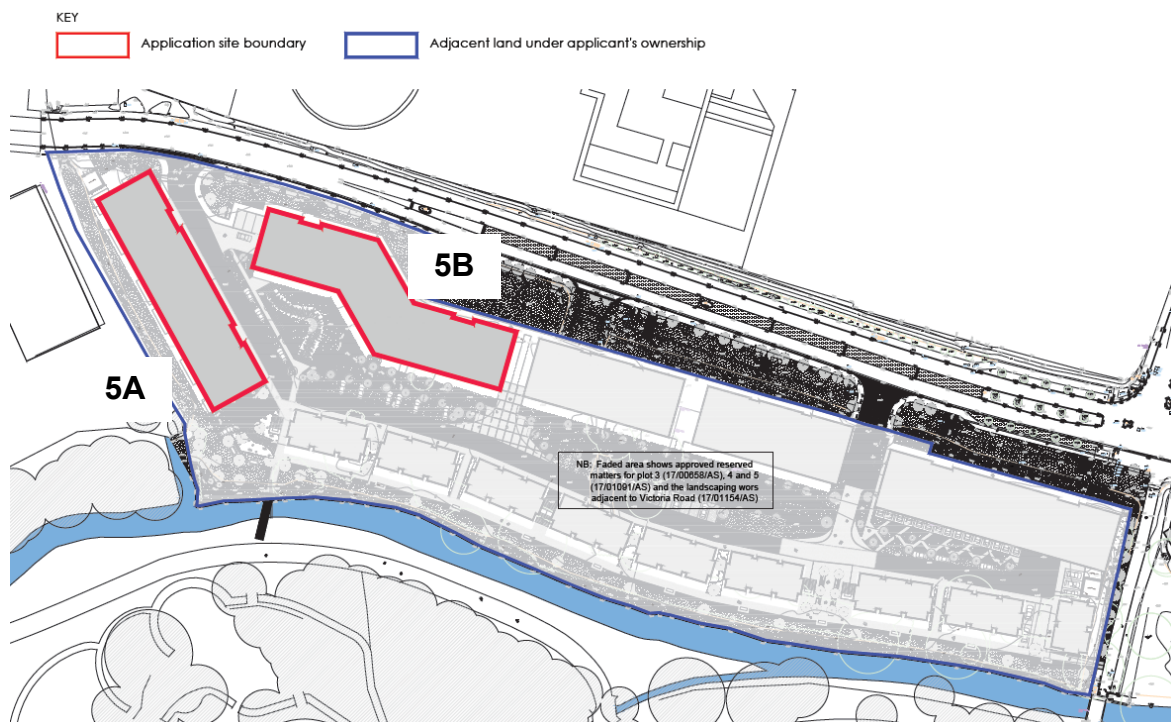 KEY
Application site boundary
Adjacent land under applicant's ownership
5B
5A
NB: Faded area shows approved reserved
matters for plot 3 (17/00658/AS), 4 and 5
(17/01091/AS) and the landscaping wors
adjacent to Victoria Road (17/01154/AS)